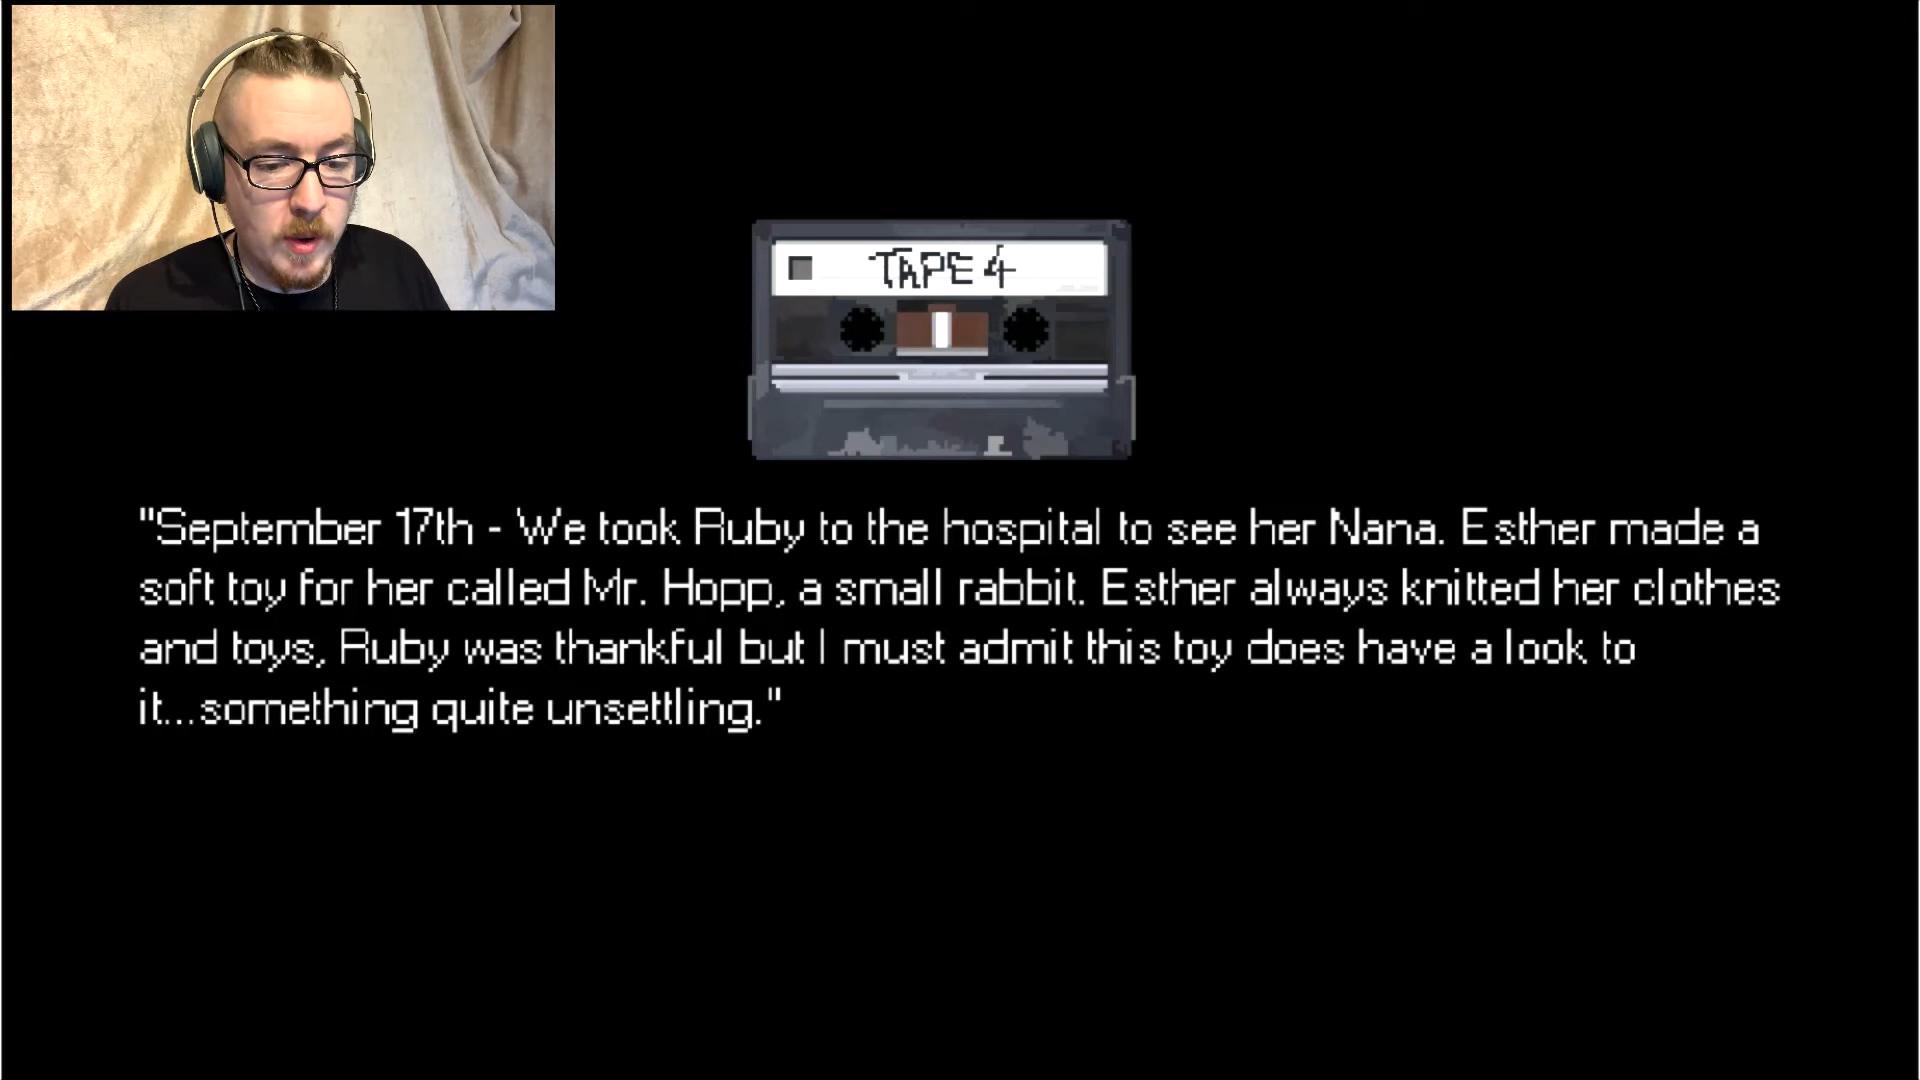 TAPE 4
"September 17th - We took Ruby to the hospital to see her Nana. Esther made a
soft toy for her called Mr. Hopp, a small rabbit. Esther always knitted her clothes
and toys, Ruby was thankful but I must admit this toy does have a look to
it...something quite unsettling."